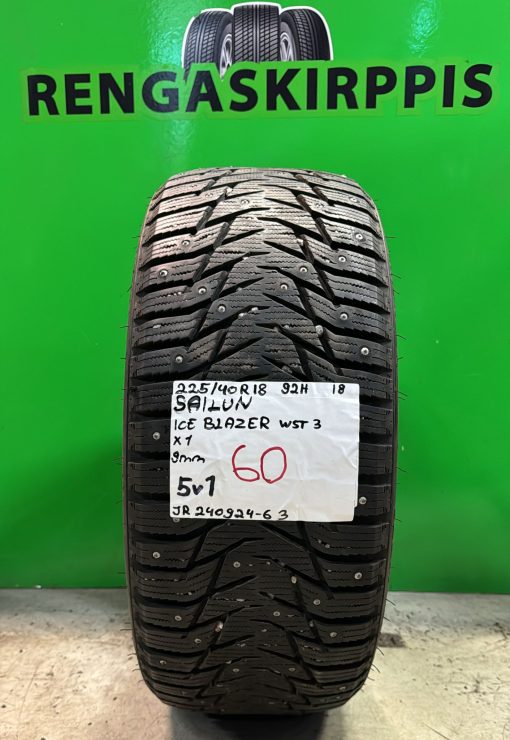 RENGASKIRPPIS
225/40R18 92H 18
SAILUN
ICE BLAZER WST 3
X1
9mm
60
5v1
JR 240924-6 3